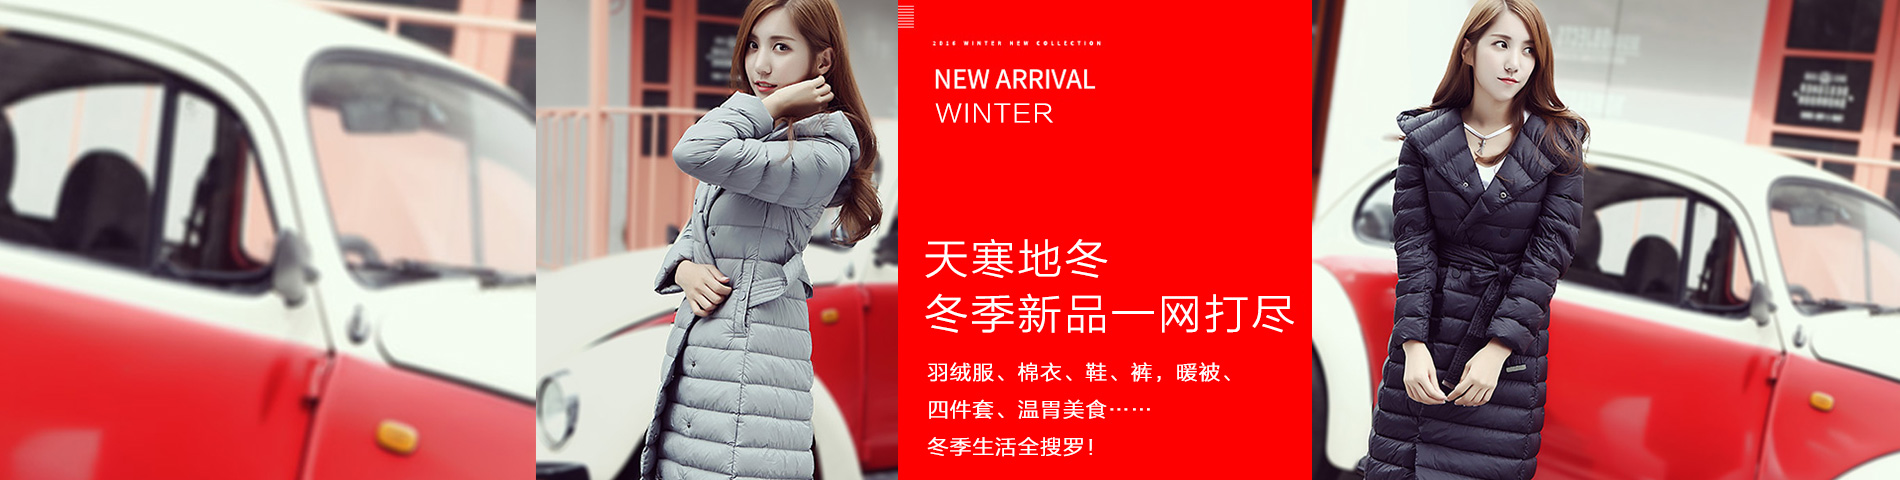 2016 WINTER NEW COLLECTION
NEW ARRIVAL
WINTER
天寒地冬
冬季新品一网打尽
羽绒服、棉衣、鞋、裤，暖被、
四件套、温胃美食……
冬季生活全搜罗！